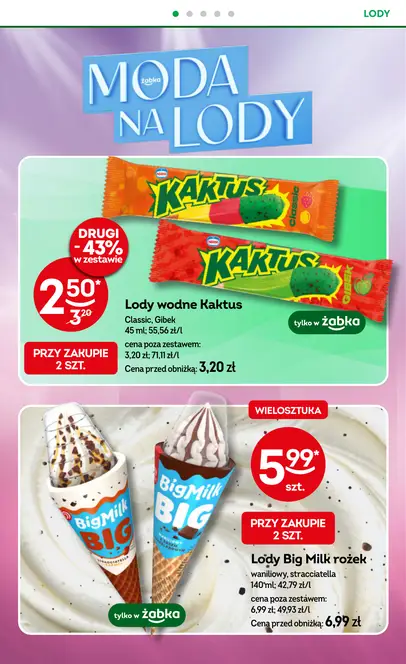 LODY
żabka
MODA
NA LODY
KAKTUS
classic
KAKTUS
GIBEK
DRUGI
- 43%
w zestawie
2,50*
3,20
PRZY ZAKUPIE
2 SZT.
Lody wodne Kaktus
Classic, Gibek
45 ml; 55,56 zł/l
cena poza zestawem:
3,20 zł; 71,11 zł/l
Cena przed obniżką: 3,20 zł
tylko w żabka
WIELOSZTUKA
5,99*
szt.
PRZY ZAKUPIE
2 SZT.
Lody Big Milk rożek
waniliowy, stracciatella
140 ml; 42,79 zł/l
cena poza zestawem:
6,99 zł; 49,93 zł/l
Cena przed obniżką: 6,99 zł
BigMilk
BIG
BigMilk
BIG
tylko w żabka